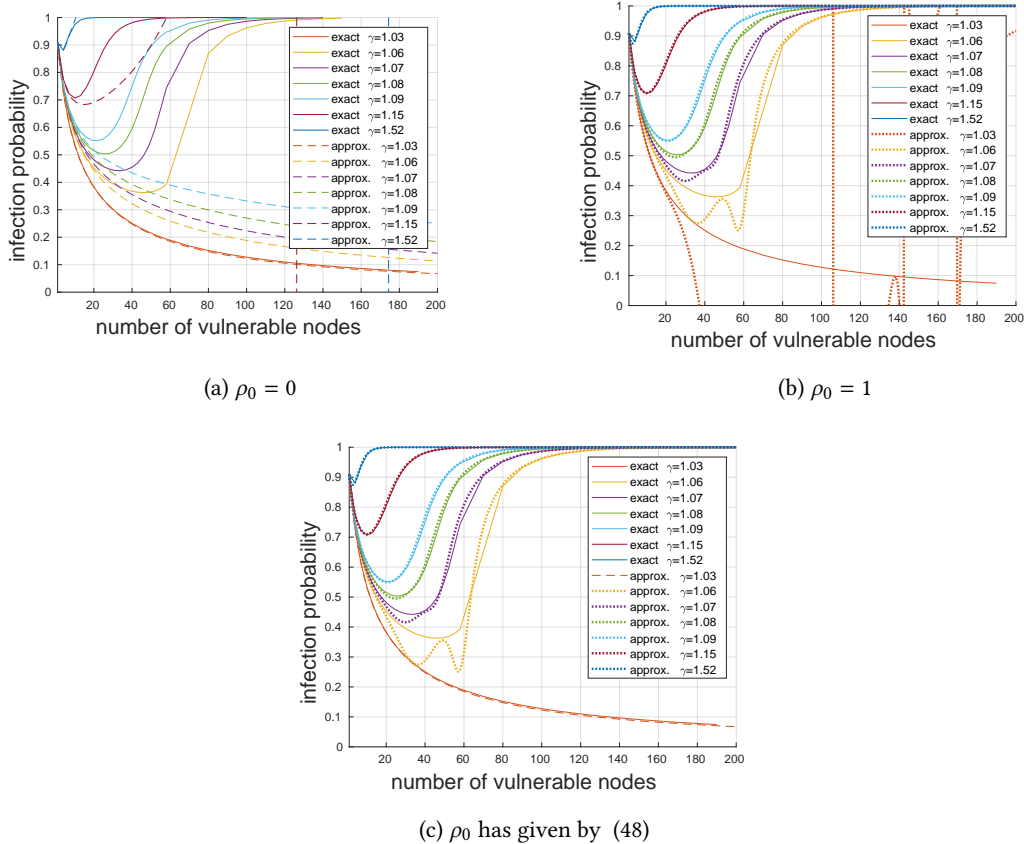 infection probability
1
0.9
0.8
0.7
0.6
0.5
0.4
0.3
0.2
0.1
0
20 40 60 80 100 120 140 160 180 200
number of vulnerable nodes
exact γ=1.03
exact γ=1.06
exact γ=1.07
exact γ=1.08
exact γ=1.09
exact γ=1.15
exact γ=1.52
approx. γ=1.03
approx. γ=1.06
approx. γ=1.07
approx. γ=1.08
approx. γ=1.09
approx. γ=1.15
approx. γ=1.52
(a) ρ0 = 0
infection probability
1
0.9
0.8
0.7
0.6
0.5
0.4
0.3
0.2
0.1
0
20 40 60 80 100 120 140 160 180 200
number of vulnerable nodes
exact γ=1.03
exact γ=1.06
exact γ=1.07
exact γ=1.08
exact γ=1.09
exact γ=1.15
exact γ=1.52
approx. γ=1.03
approx. γ=1.06
approx. γ=1.07
approx. γ=1.08
approx. γ=1.09
approx. γ=1.15
approx. γ=1.52
(b) ρ0 = 1
infection probability
1
0.9
0.8
0.7
0.6
0.5
0.4
0.3
0.2
0.1
0
20 40 60 80 100 120 140 160 180 200
number of vulnerable nodes
exact γ=1.03
exact γ=1.06
exact γ=1.07
exact γ=1.08
exact γ=1.09
exact γ=1.15
exact γ=1.52
approx. γ=1.03
approx. γ=1.06
approx. γ=1.07
approx. γ=1.08
approx. γ=1.09
approx. γ=1.15
approx. γ=1.52
(c) ρ0 has given by (48)